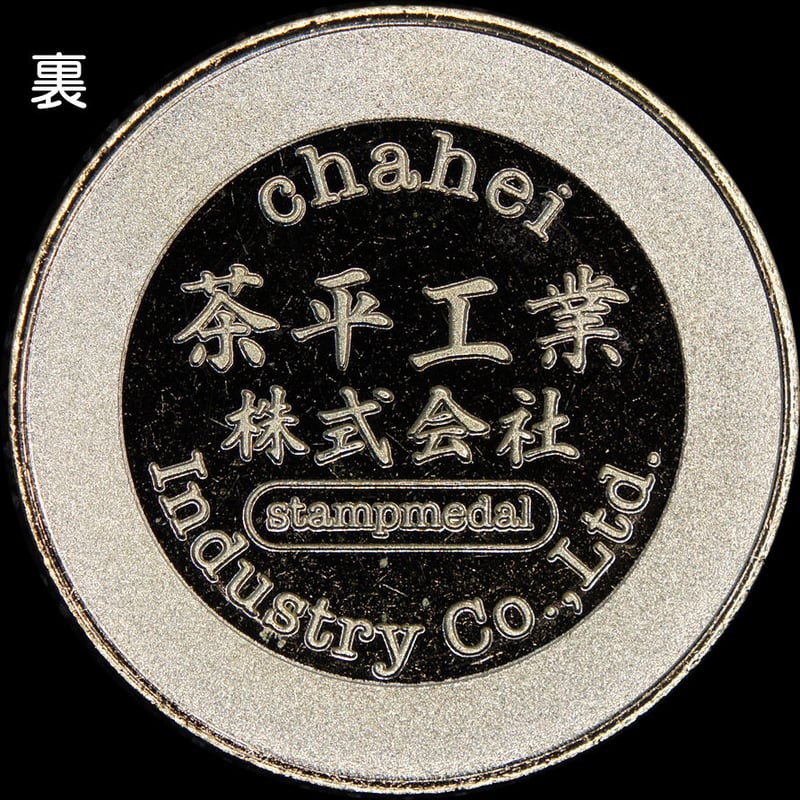 裏
chahei
茶平工業
株式会社
stampmedal
Industry Co.,Ltd.